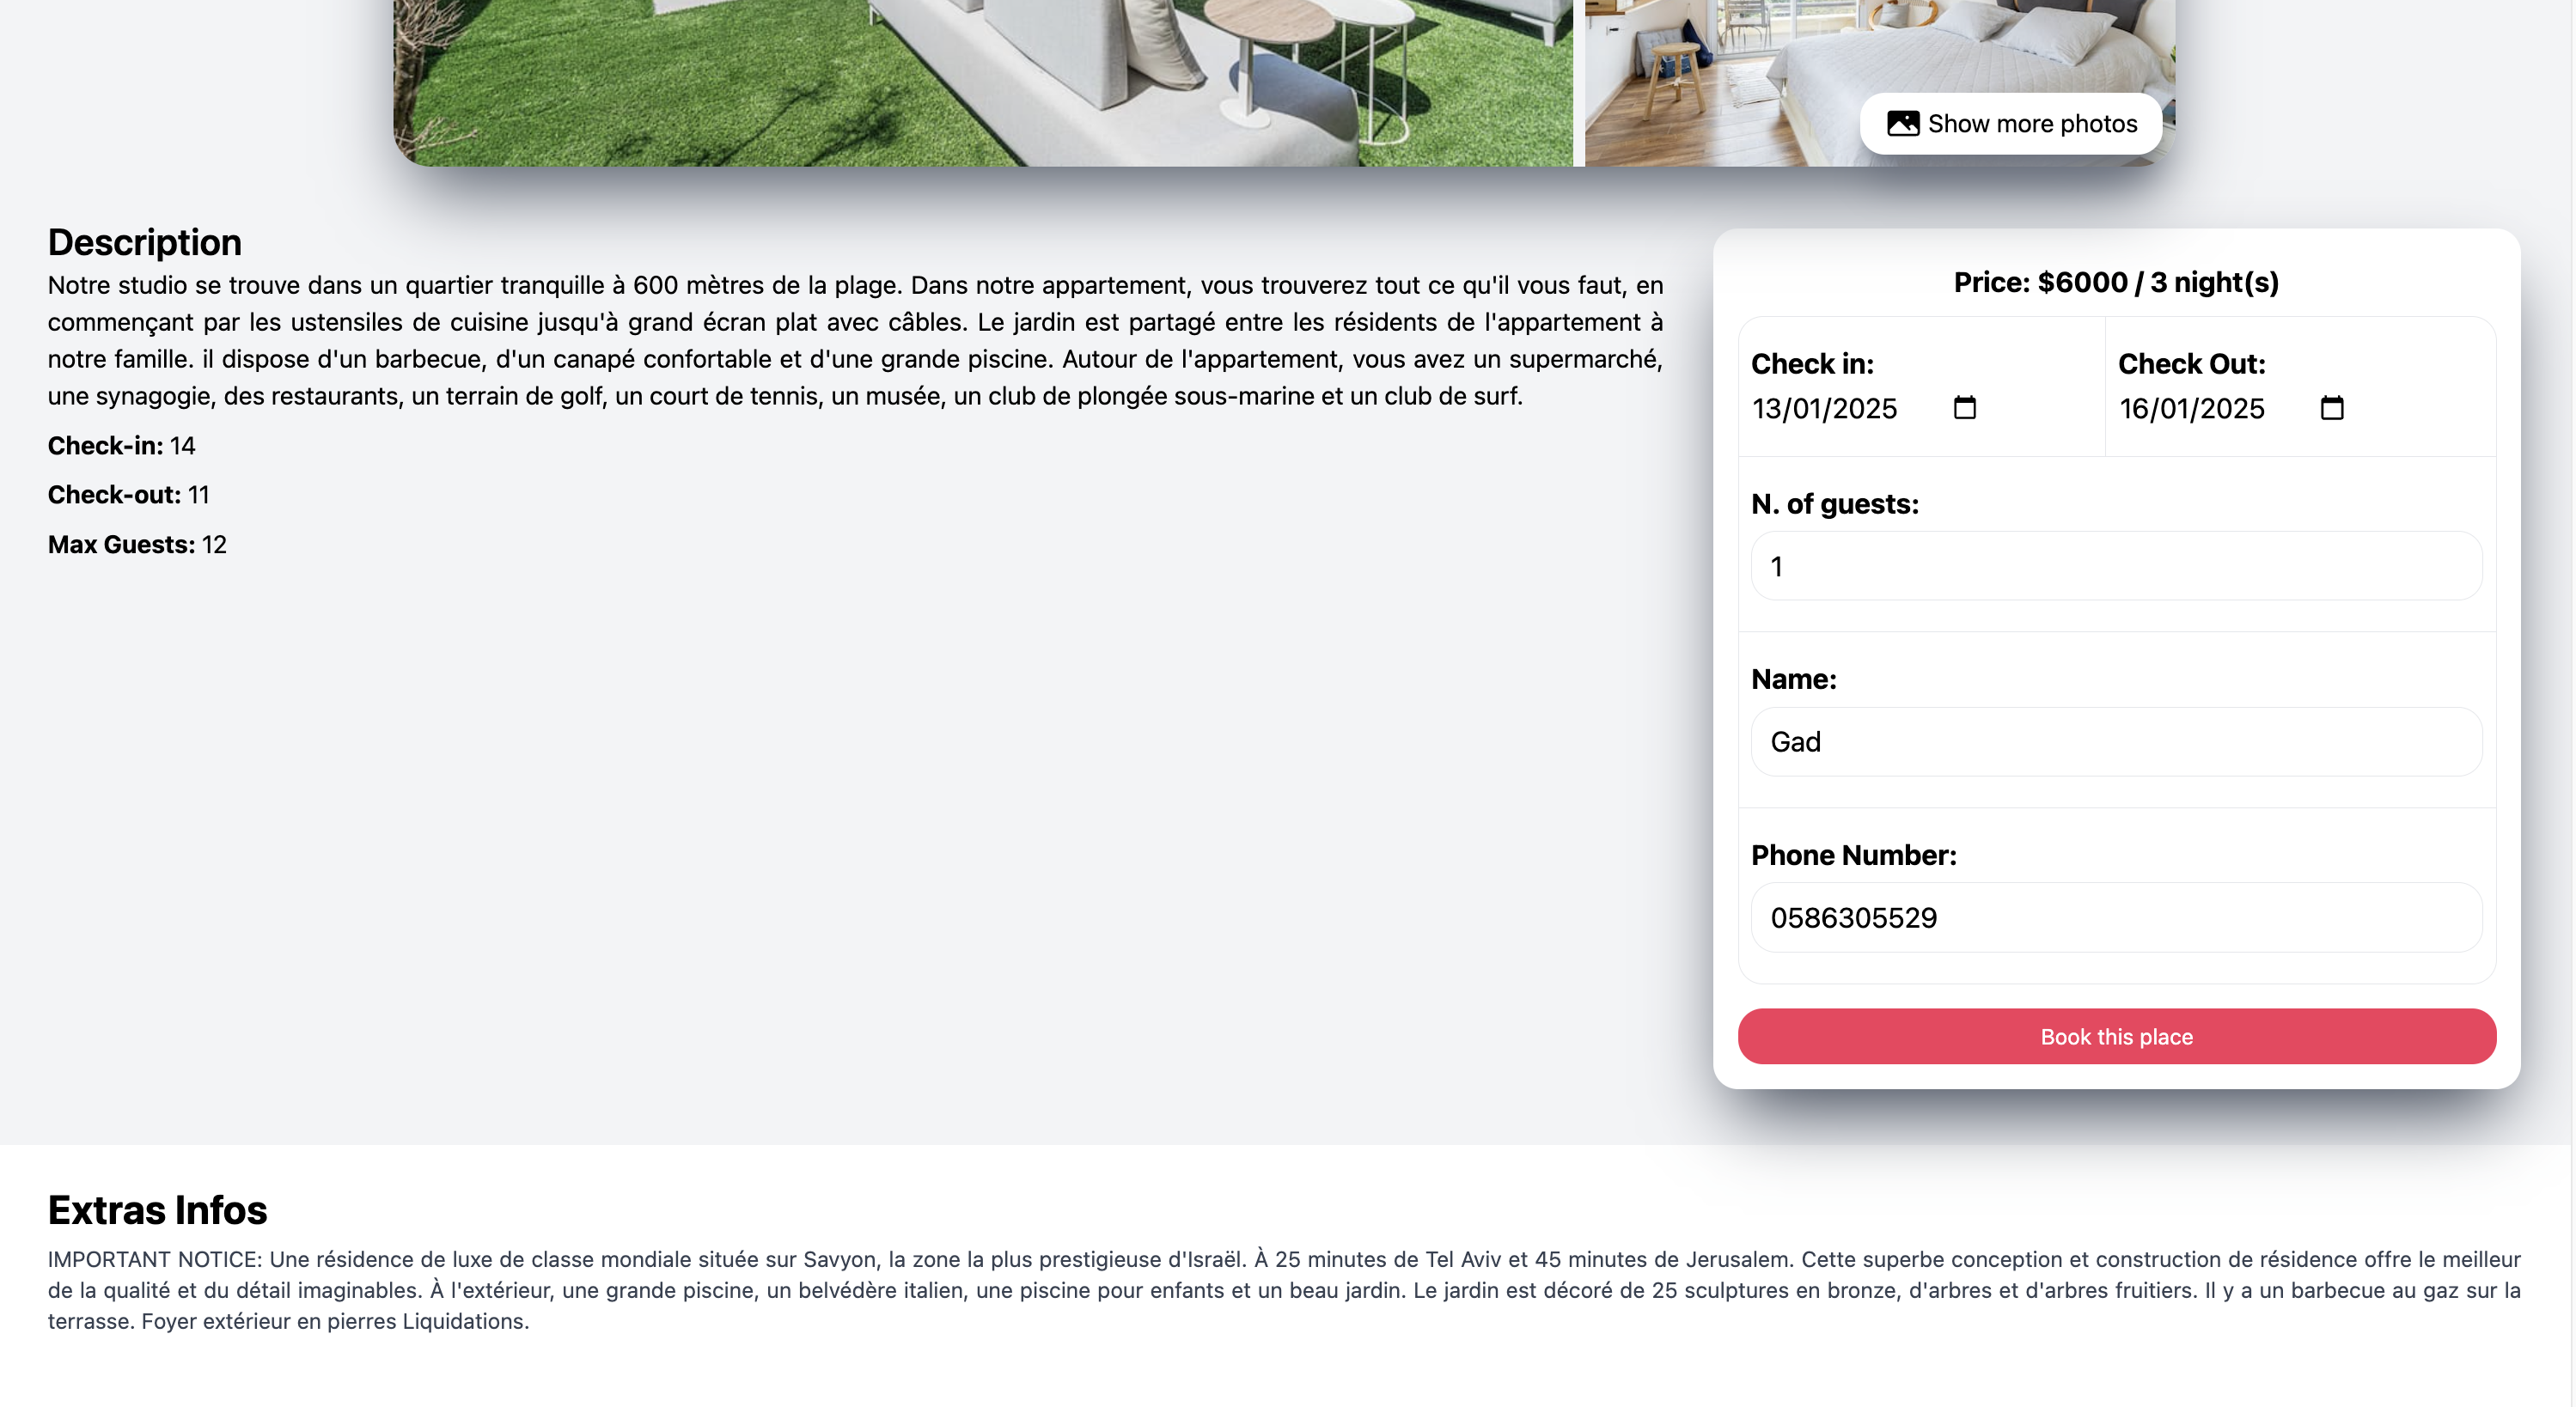 Show more photos
Description
Notre studio se trouve dans un quartier tranquille à 600 mètres de la plage. Dans notre appartement, vous trouverez tout ce qu'il vous faut, en
commençant par les ustensiles de cuisine jusqu'à grand écran plat avec câbles. Le jardin est partagé entre les résidents de l'appartement à
notre famille. il dispose d'un barbecue, d'un canapé confortable et d'une grande piscine. Autour de l'appartement, vous avez un supermarché,
une synagogie, des restaurants, un terrain de golf, un court de tennis, un musée, un club de plongée sous-marine et un club de surf.
Check-in: 14
Check-out: 11
Max Guests: 12
Price: $6000 / 3 night(s)
Check in:
13/01/2025
Check Out:
16/01/2025
N. of guests:
1
Name:
Gad
Phone Number:
0586305529
Book this place
Extras Infos
IMPORTANT NOTICE: Une résidence de luxe de classe mondiale située sur Savyon, la zone la plus prestigieuse d'Israël. À 25 minutes de Tel Aviv et 45 minutes de Jerusalem. Cette superbe conception et construction de résidence offre le meilleur
de la qualité et du détail imaginables. À l'extérieur, une grande piscine, un belvédère italien, une piscine pour enfants et un beau jardin. Le jardin est décoré de 25 sculptures en bronze, d'arbres et d'arbres fruitiers. Il y a un barbecue au gaz sur la
terrasse. Foyer extérieur en pierres Liquidations.